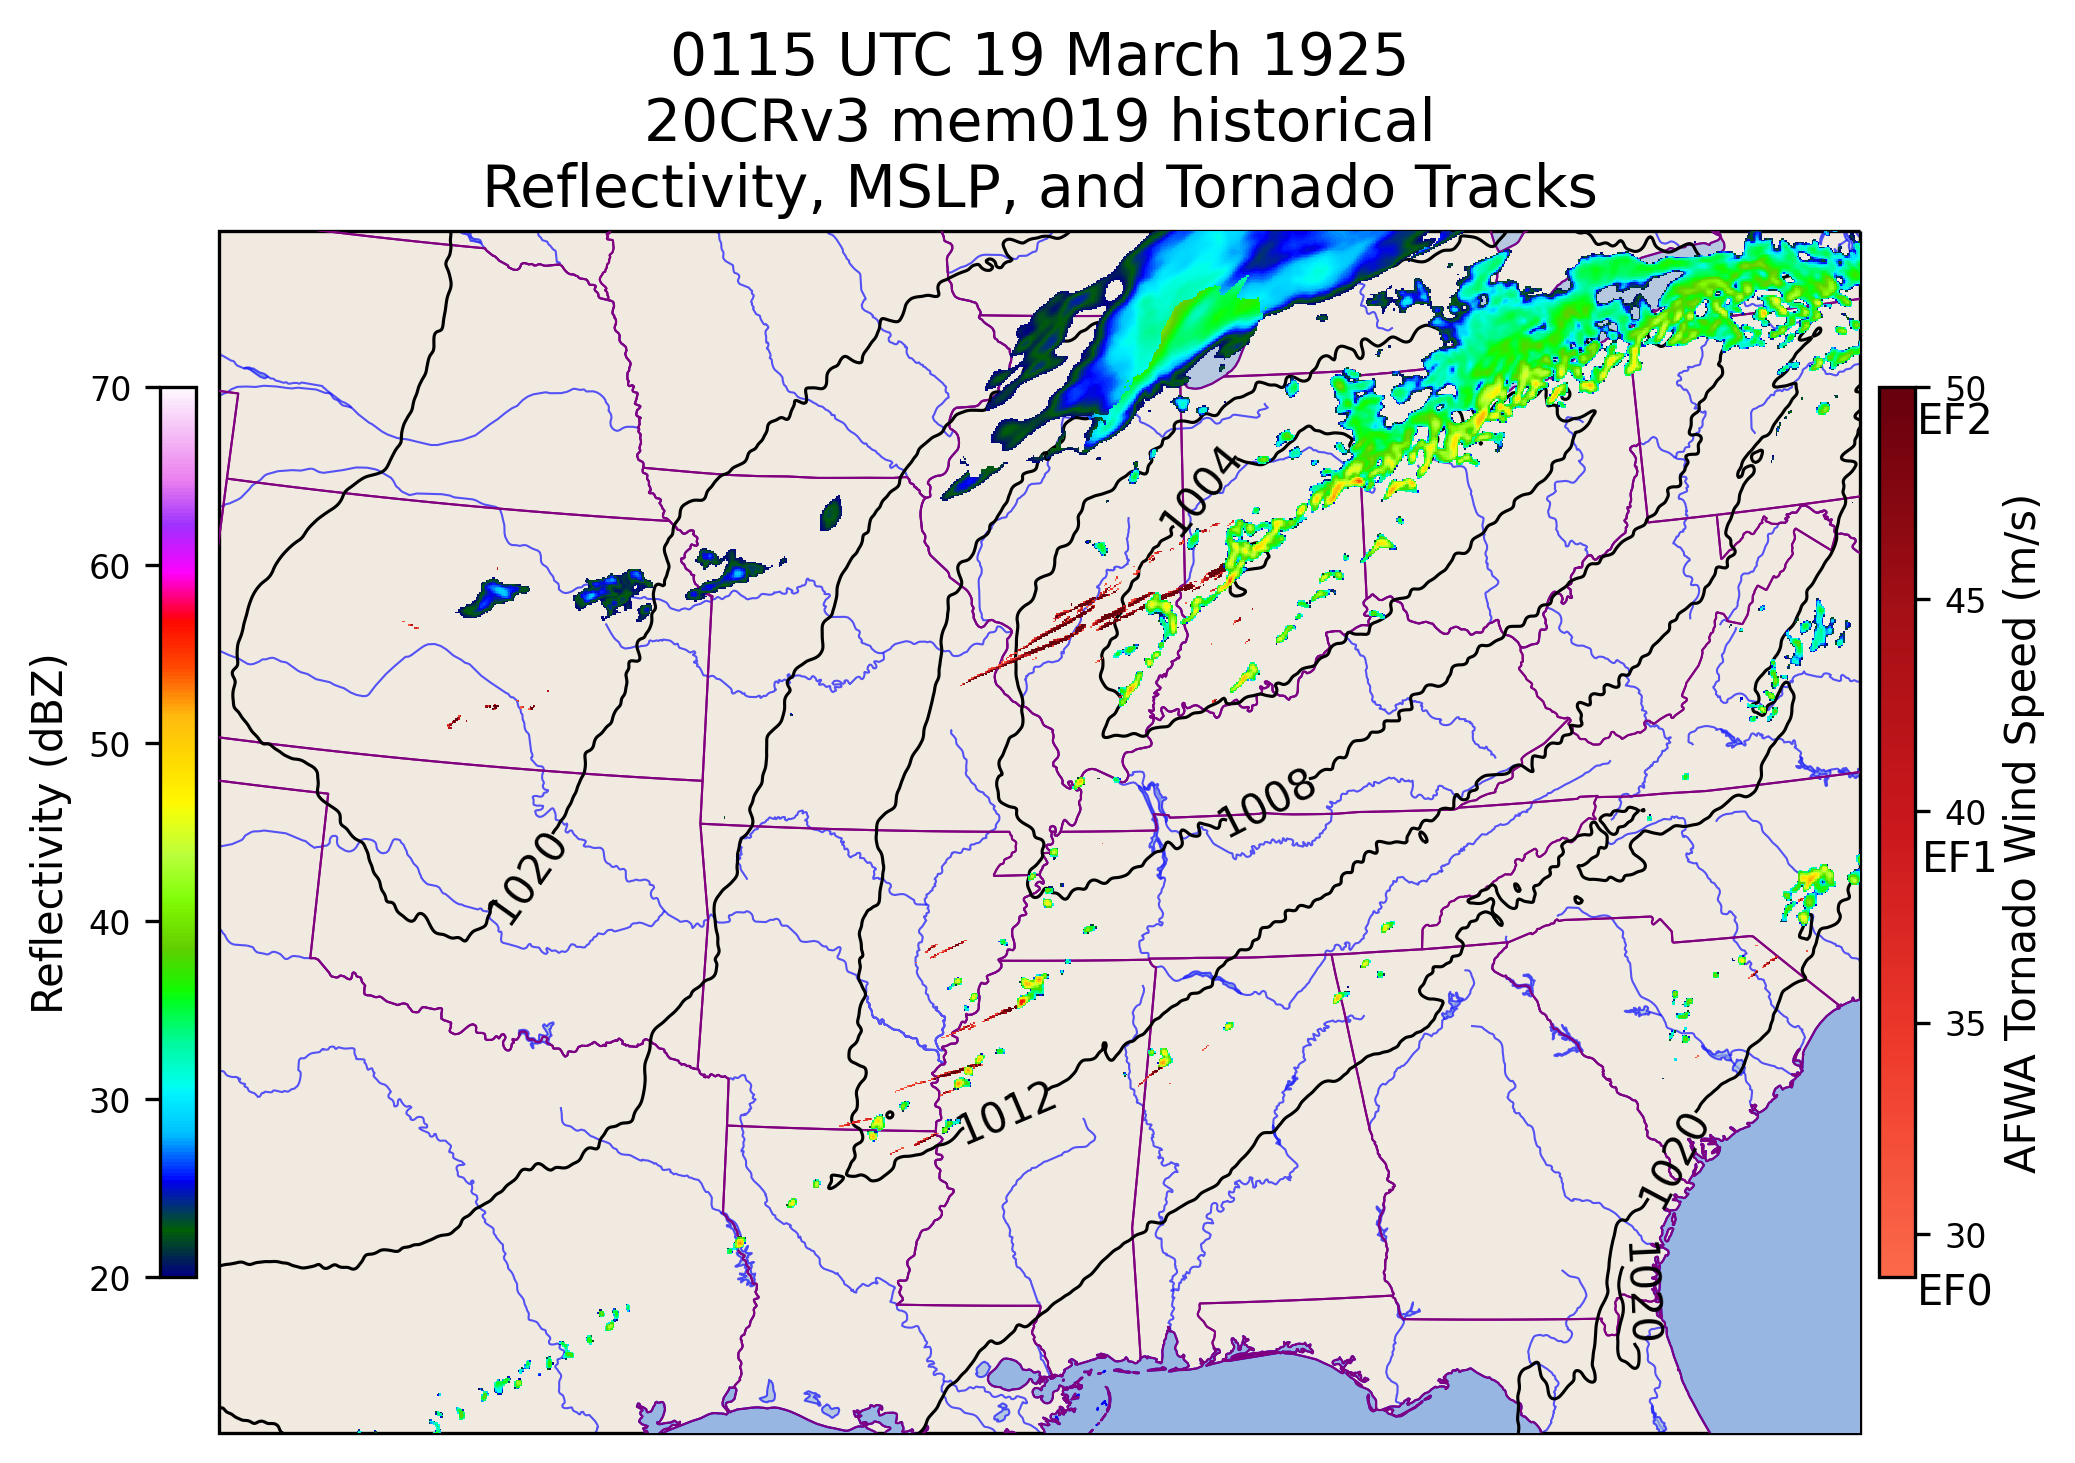 0115 UTC 19 March 1925
20CRv3 mem019 historical
Reflectivity, MSLP, and Tornado Tracks
Reflectivity (dBZ)
70
60
50
40
30
20
1004
1008
1020
1012
1020
1020
50
EF2
45
40
EF1
35
30
EF0
AFWA Tornado Wind Speed (m/s)